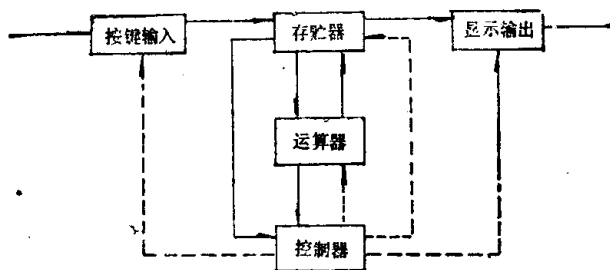 按键输入
存贮器
显示输出
运算器
控制器